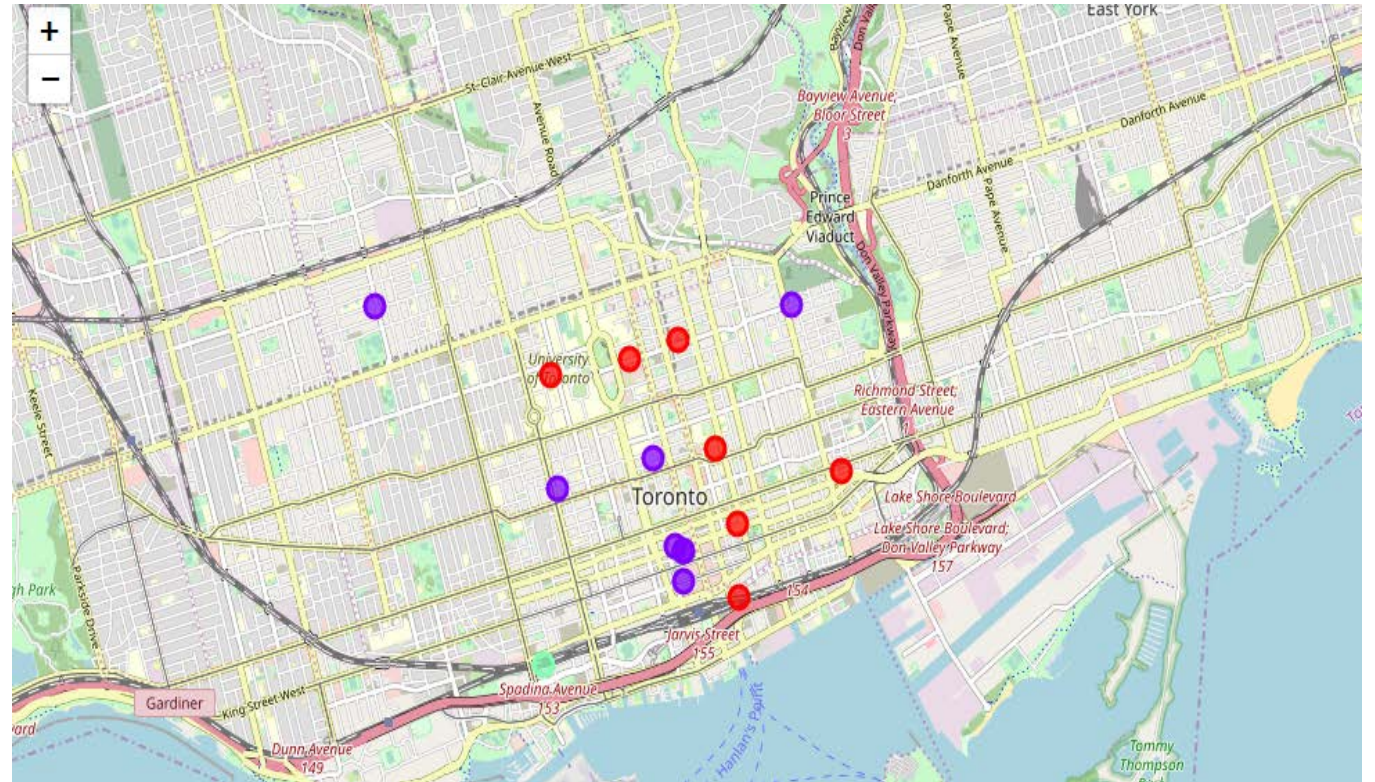 East York
+
−
Bayview
Don Vall
Pape Avenue
St. Clair Avenue West
Avenue Road
Bayview Avenue;
Bloor Street
3
Danforth Avenue
Danforth Avenue
Pape Avenue
Prince
Edward
Viaduct
Don Valley Parkway
University
of Toronto
Keele Street
Richmond Street;
Eastern Avenue
1
Toronto
Lake Shore Boulevard
Lake Shore Boulevard;
Don Valley Parkway
157
gh Park
Parkside Drive
154
Jarvis Street
155
Spadina Avenue
153
Gardiner
King Street West
ard
Dunn Avenue
149
Hanlan's Point
Tommy
Thompson